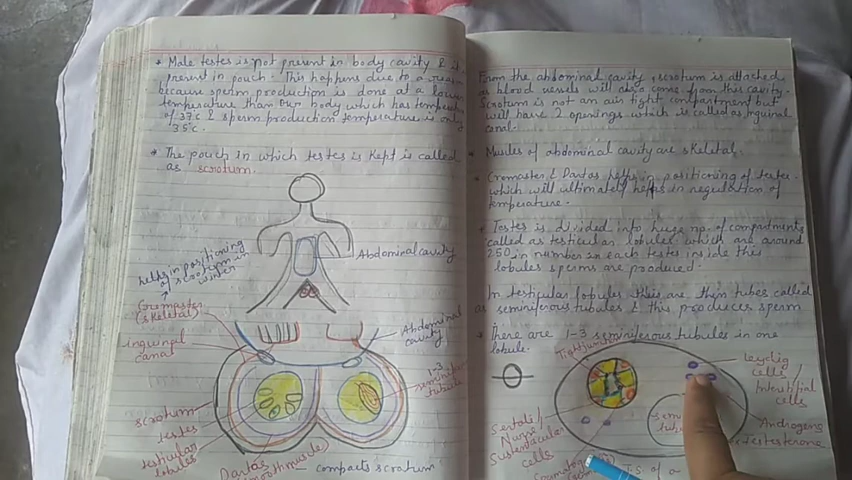 * Male testes is not present in body cavity & it
present in pouch. This happens due to a reas
because sperm production is done at a lower
temperature than our body which has temperatu
of 37°c & sperm production temperature is only
35°c.
* The pouch in which testes is kept is called
as scrotum.
Abdominal cavity
helps in positioning
of scrotum in
winter
Cremaster
(skeletal)
inguinal
canal
Abdominal
cavity
1-3
seminiferous
tubule
scrotum
testes
testicular
lobules
Dartos
(smooth muscle)
compacts scrotum
From the abdominal cavity, scrotum is attached
as blood vessels will also come from this cavity.
Scrotum is not an air tight compartment but
will have 2 openings which is called as inguinal
canal.
* Muscles of abdominal cavity are skeletal.
* Cremaster & Dartos helps in positioning of testes
which will ultimately helps in regulation of
temperature.
* Testes is divided into huge no. of compartments
called as testicular lobules which are around
250 in number in each testes inside this
lobules sperms are produced.
In testicular lobules their are thin tubes called
as seminiferous tubules & this produces sperm
* There are 1-3 seminiferous tubules in one
lobule.
Tight junction
Leydig
cells /
Interstitial
cells
Androgens
Testosterone
Sertoli /
Nurse
Sustentacular
cells
T.S of a